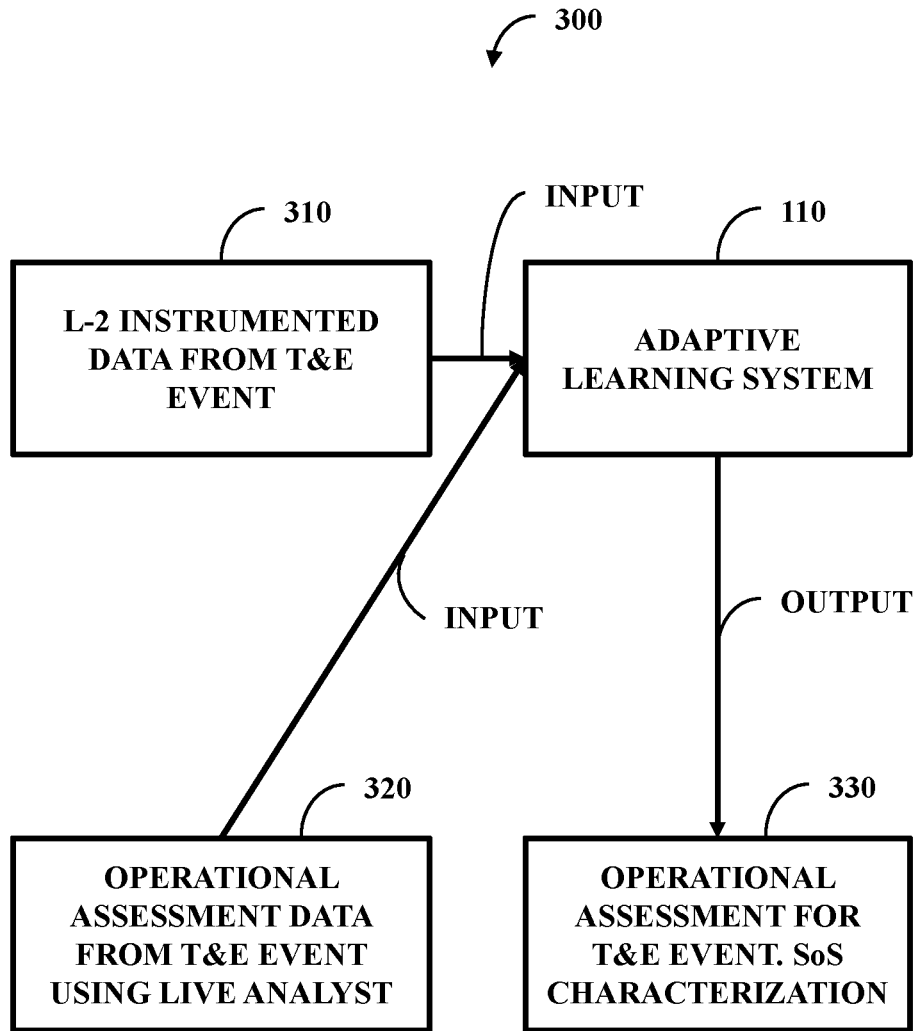 300
INPUT
310
110
L-2 INSTRUMENTED
DATA FROM T&E
EVENT
ADAPTIVE
LEARNING SYSTEM
INPUT
OUTPUT
320
330
OPERATIONAL
ASSESSMENT DATA
FROM T&E EVENT
USING LIVE ANALYST
OPERATIONAL
ASSESSMENT FOR
T&E EVENT. SoS
CHARACTERIZATION